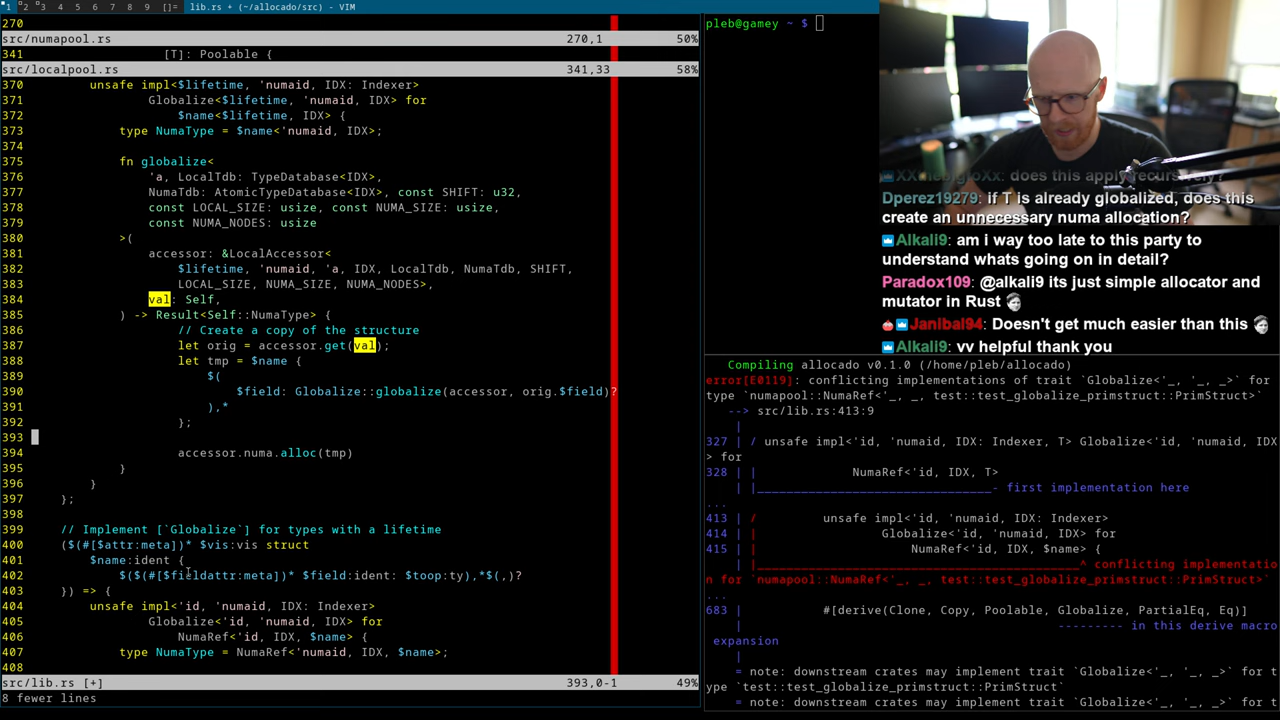 1 2 3 4 5 6 7 8 9 []= lib.rs + (~/allocado/src) - VIM
270
src/numapool.rs 270,1 50%
341 [T]: Poolable {
src/localpool.rs 341,33 58%
370 unsafe impl<$lifetime, 'numaid, IDX: Indexer>
371 Globalize<$lifetime, 'numaid, IDX> for
372 $name<$lifetime, IDX> {
373 type NumaType = $name<'numaid, IDX>;
374
375 fn globalize<
376 'a, LocalTdb: TypeDatabase<IDX>,
377 NumaTdb: AtomicTypeDatabase<IDX>, const SHIFT: u32,
378 const LOCAL_SIZE: usize, const NUMA_SIZE: usize,
379 const NUMA_NODES: usize
380 >(
381 accessor: &LocalAccessor<
382 $lifetime, 'numaid, 'a, IDX, LocalTdb, NumaTdb, SHIFT,
383 LOCAL_SIZE, NUMA_SIZE, NUMA_NODES>,
384 val: Self,
385 ) -> Result<Self::NumaType> {
386 // Create a copy of the structure
387 let orig = accessor.get(val);
388 let tmp = $name {
389 $(
390 $field: Globalize::globalize(accessor, orig.$field)?
391 ),*
392 };
393
394 accessor.numa.alloc(tmp)
395 }
396 }
397 };
398
399 // Implement [`Globalize`] for types with a lifetime
400 ($(#[$attr:meta])* $vis:vis struct
401 $name:ident {
402 $($(#[$fieldattr:meta])* $field:ident: $toop:ty),*$(,)?
403 }) => {
404 unsafe impl<'id, 'numaid, IDX: Indexer>
405 Globalize<'id, 'numaid, IDX> for
406 NumaRef<'id, IDX, $name> {
407 type NumaType = NumaRef<'numaid, IDX, $name>;
408
src/lib.rs [+] 393,0-1 49%
8 fewer lines
pleb@gamey ~ $
does this apply recursively?
Dperez19279: if T is already globalized, does this
create an unnecessary numa allocation?
Alkali9: am i way too late to this party to
understand whats going on in detail?
Paradox109: @alkali9 its just simple allocator and
mutator in Rust
Janibal94: Doesn't get much easier than this
Alkali9: vv helpful thank you
Compiling allocado v0.1.0 (/home/pleb/allocado)
error[E0119]: conflicting implementations of trait `Globalize<'_, '_, _>` for
type `numapool::NumaRef<'_, _, test::test_globalize_primstruct::PrimStruct>`
--> src/lib.rs:413:9
|
327 | / unsafe impl<'id, 'numaid, IDX: Indexer, T> Globalize<'id, 'numaid, IDX
> for
328 | | NumaRef<'id, IDX, T>
| |_______________________________- first implementation here
...
413 | / unsafe impl<'id, 'numaid, IDX: Indexer>
414 | | Globalize<'id, 'numaid, IDX> for
415 | | NumaRef<'id, IDX, $name> {
| |____________________________________________^ conflicting implementatio
n for `numapool::NumaRef<'_, _, test::test_globalize_primstruct::PrimStruct>`
...
683 | #[derive(Clone, Copy, Poolable, Globalize, PartialEq, Eq)]
| --------- in this derive macro
expansion
|
= note: downstream crates may implement trait `Globalize<'_, '_, _>` for t
ype `test::test_globalize_primstruct::PrimStruct`
= note: downstream crates may implement trait `Globalize<'_, '_, _>` for t